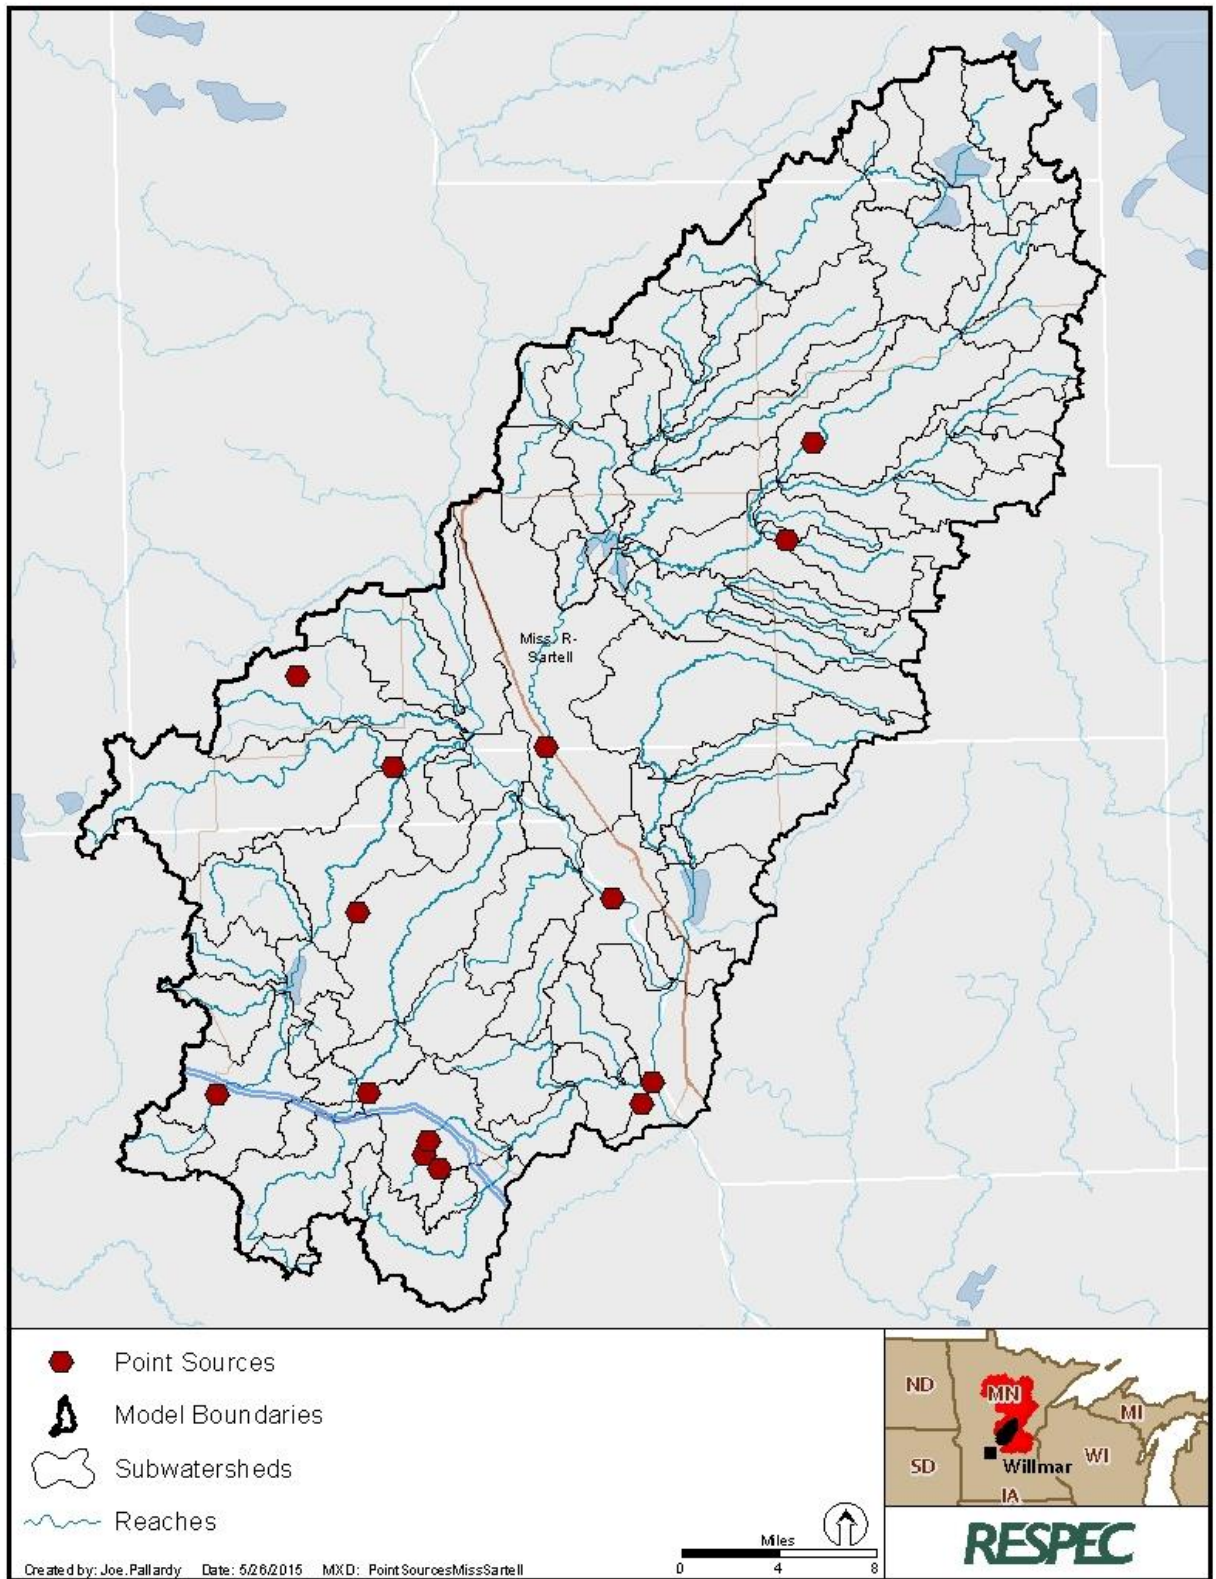 Miss. R-
Sartell
Point Sources
Model Boundaries
Subwatersheds
Reaches
Miles
0 4 8
Created by: Joe.Pallardy Date: 5/26/2015 MXD: PointSourcesMissSartell
ND
MN
MI
SD
WI
Willmar
IA
RESPEC